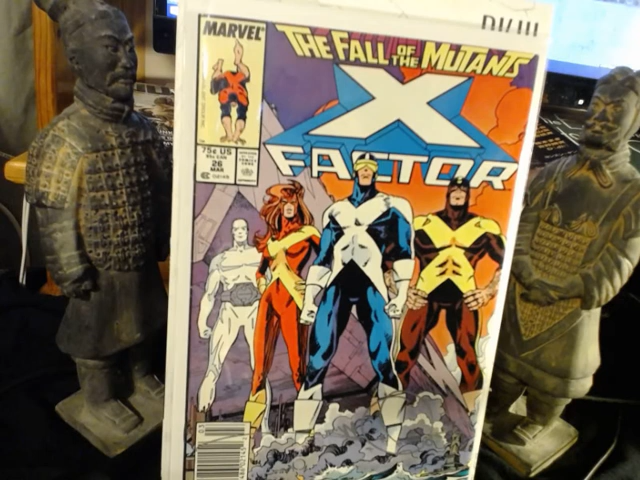 MARVEL
THE FALL OF THE MUTANTS
X
FACTOR
75¢ US
26
MAR